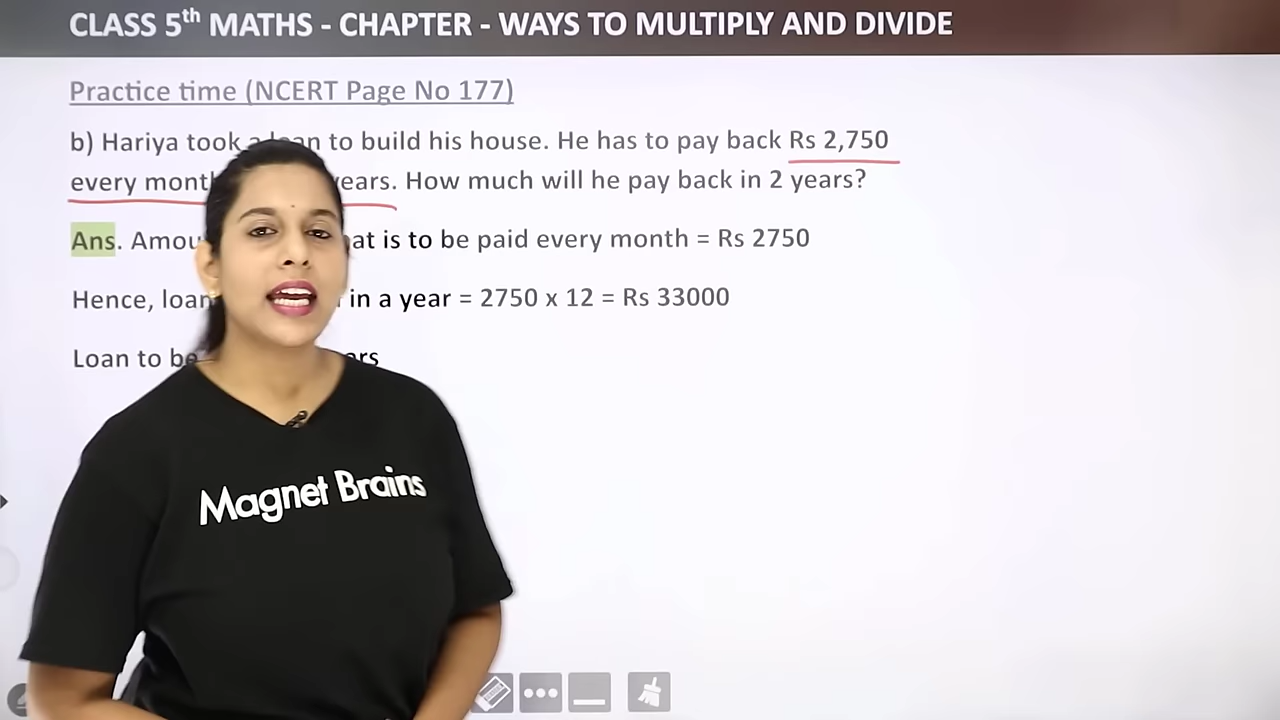 CLASS 5th MATHS - CHAPTER - WAYS TO MULTIPLY AND DIVIDE
Practice time (NCERT Page No 177)
b) Hariya took a loan to build his house. He has to pay back Rs 2,750
every month years. How much will he pay back in 2 years?
Ans. Amou at is to be paid every month = Rs 2750
Hence, loan in a year = 2750 x 12 = Rs 33000
Loan to be ars
Magnet Brains